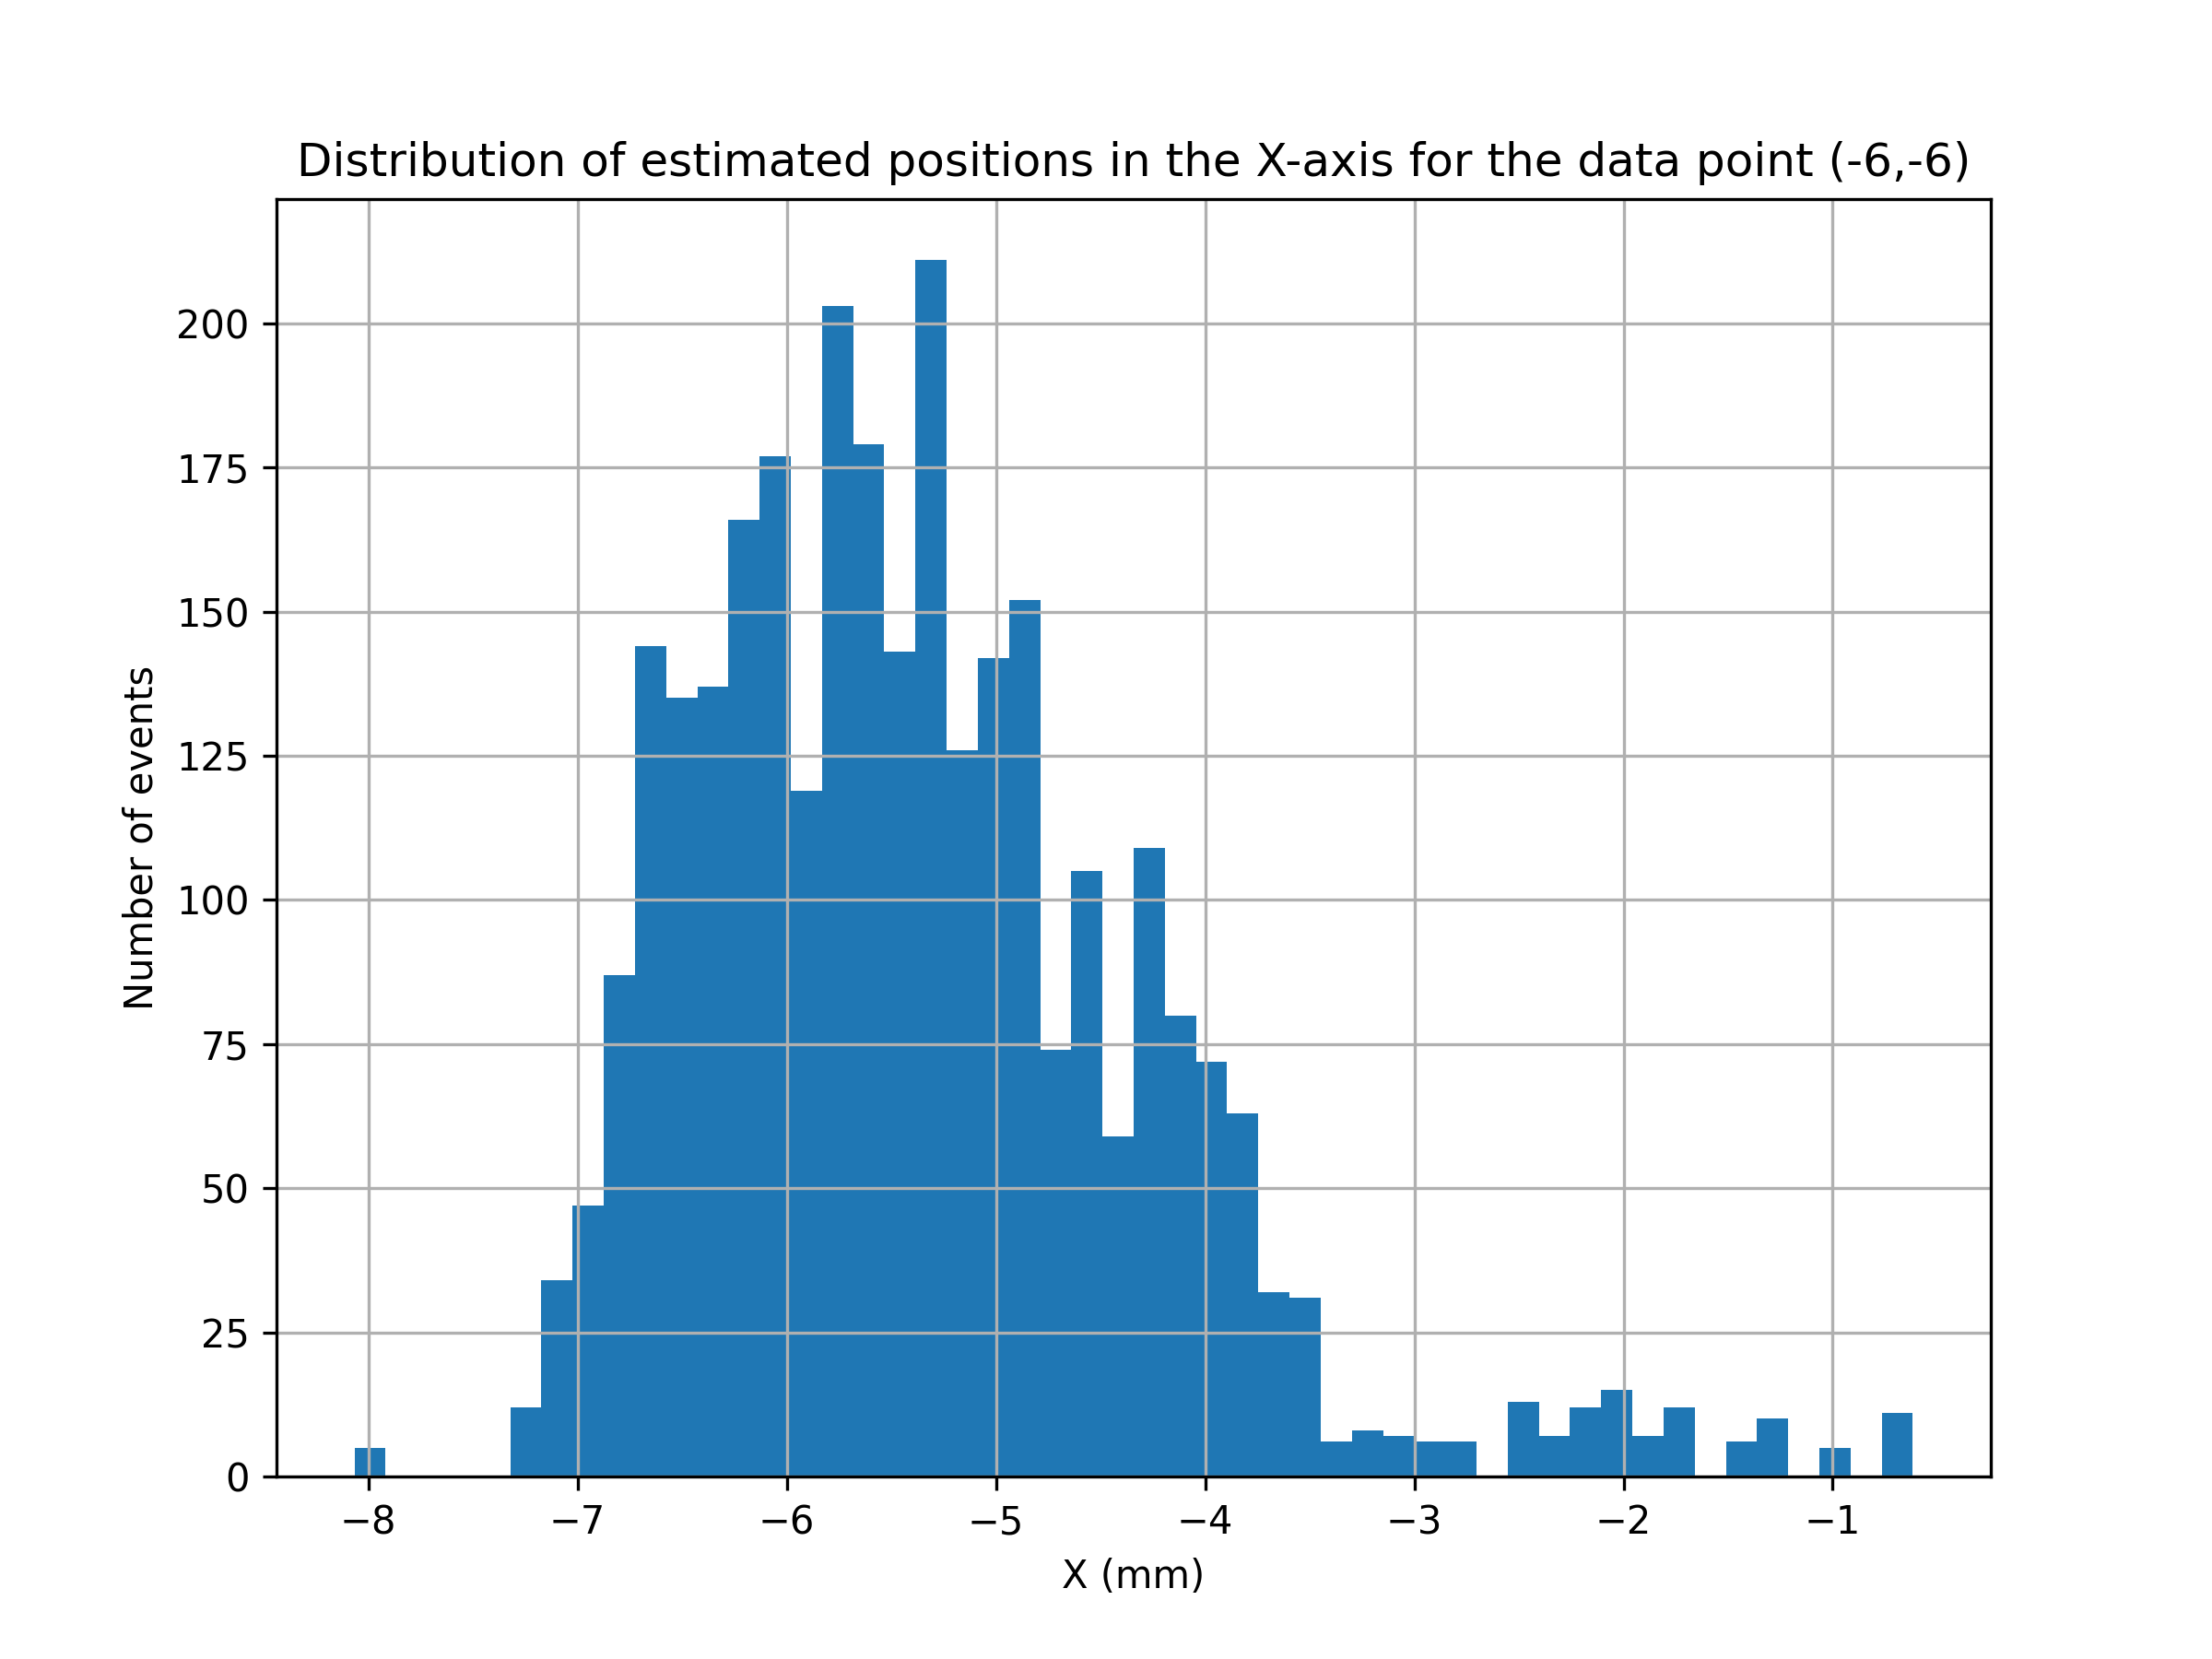 Distribution of estimated positions in the X-axis for the data point (-6,-6)
200
175
150
125
100
75
50
25
0
Number of events
−8 −7 −6 −5 −4 −3 −2 −1
X (mm)